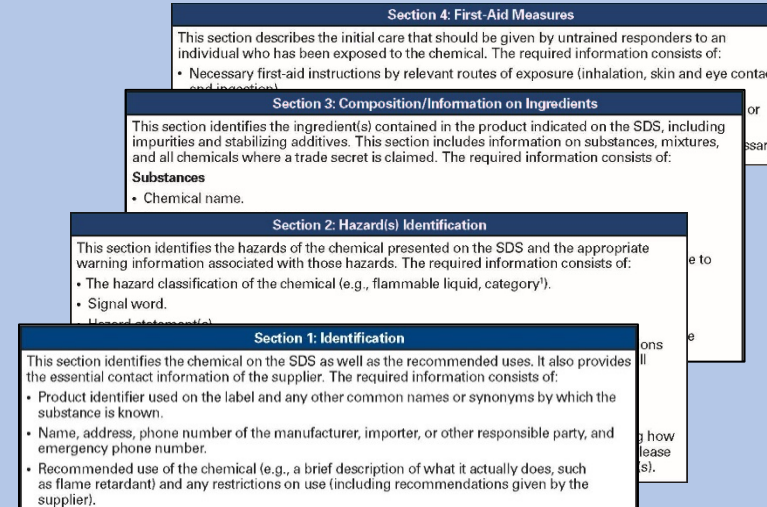 Section 4: First-Aid Measures
This section describes the initial care that should be given by untrained responders to an
individual who has been exposed to the chemical. The required information consists of:
• Necessary first-aid instructions by relevant routes of exposure (inhalation, skin and eye
and ingestion)
or
Section 3: Composition/Information on Ingredients
This section identifies the ingredient(s) contained in the product indicated on the SDS, including
impurities and stabilizing additives. This section includes information on substances, mixtures,
and all chemicals where a trade secret is claimed. The required information consists of:
Substances
• Chemical name.
e to
e
Section 2: Hazard(s) Identification
This section identifies the hazards of the chemical presented on the SDS and the appropriate
warning information associated with those hazards. The required information consists of:
• The hazard classification of the chemical (e.g., flammable liquid, category¹).
• Signal word.
Hazard statement(s)
ons
ll
how
lease
(s).
Section 1: Identification
This section identifies the chemical on the SDS as well as the recommended uses. It also provides
the essential contact information of the supplier. The required information consists of:
• Product identifier used on the label and any other common names or synonyms by which the
substance is known.
• Name, address, phone number of the manufacturer, importer, or other responsible party, and
emergency phone number.
• Recommended use of the chemical (e.g., a brief description of what it actually does, such
as flame retardant) and any restrictions on use (including recommendations given by the
supplier).